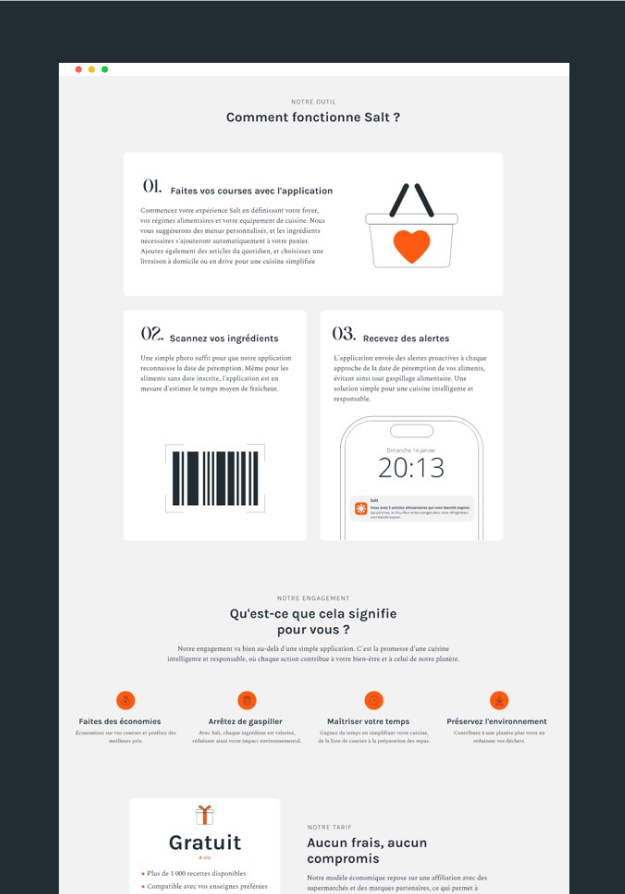 NOTRE OUTIL
Comment fonctionne Salt ?
01. Faites vos courses avec l'application
Commencez votre expérience Salt en définissant votre foyer,
vos régimes alimentaires et votre équipement de cuisine. Nous
vous suggérerons des menus personnalisés, et les ingrédients
nécessaires s'ajouteront automatiquement à votre panier.
Ajoutez également des articles du quotidien, et choisissez une
livraison à domicile ou en drive pour une cuisine simplifiée
02. Scannez vos ingrédients
Une simple photo suffit pour que notre application
reconnaisse la date de péremption. Même pour les
aliments sans date inscrite, l'application est en
mesure d'estimer le temps moyen de fraîcheur.
03. Recevez des alertes
L'application envoie des alertes proactives à chaque
approche de la date de péremption de vos aliments,
évitant ainsi tout gaspillage alimentaire. Une
solution simple pour une cuisine intelligente et
responsable.
Dimanche 14 janvier
20:13
Salt
Vous avez 3 articles alimentaires qui vont bientôt expirer.
NOTRE ENGAGEMENT
Qu'est-ce que cela signifie
pour vous ?
Notre engagement va bien au-delà d'une simple application. C'est la promesse d'une cuisine
intelligente et responsable, où chaque action contribue à votre bien-être et à celui de notre planète.
Faites des économies
Économisez sur vos courses et profitez des
meilleurs prix.
Arrêtez de gaspiller
Avec Salt, chaque ingrédient est valorisé,
réduisant ainsi votre impact environnemental.
Maîtriser votre temps
Gagnez du temps en simplifiant votre cuisine,
de la liste de courses à la préparation des repas.
Préservez l'environnement
Contribuez à une planète plus verte en
réduisant vos déchets.
Gratuit
À vie
• Plus de 1 000 recettes disponibles
• Compatible avec vos enseignes préférées
NOTRE TARIF
Aucun frais, aucun
compromis
Notre modèle économique repose sur une affiliation avec des
supermarchés et des marques partenaires, ce qui permet à